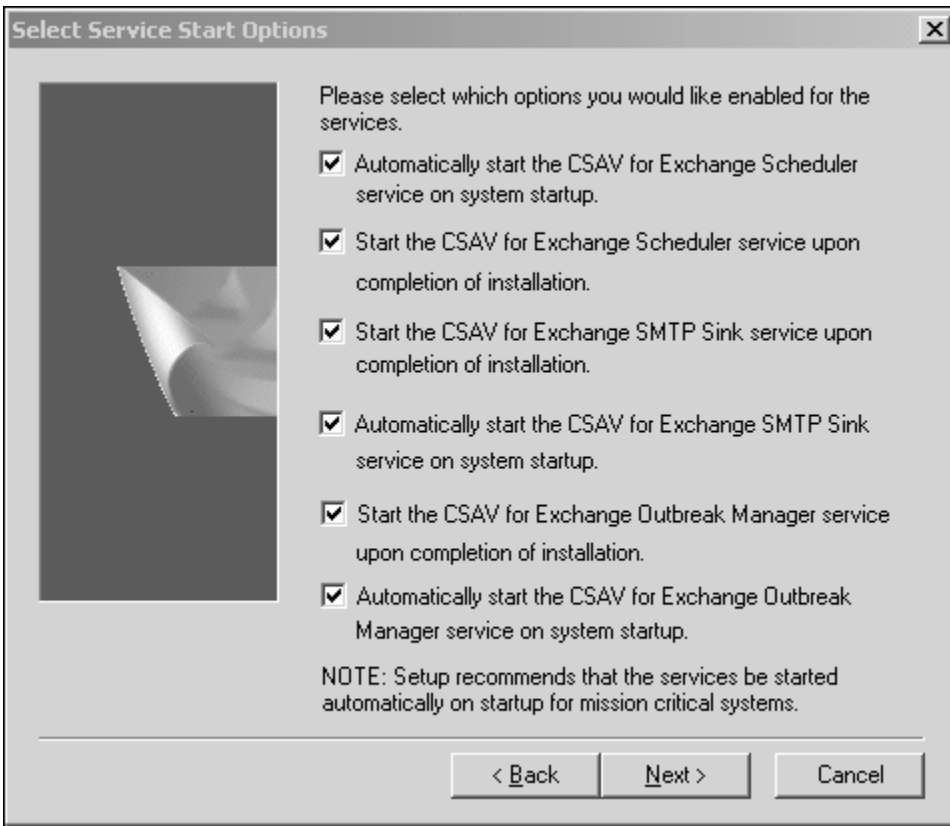 Select Service Start Options
Please select which options you would like enabled for the
services.
Automatically start the CSAV for Exchange Scheduler
service on system startup.
Start the CSAV for Exchange Scheduler service upon
completion of installation.
Start the CSAV for Exchange SMTP Sink service upon
completion of installation.
Automatically start the CSAV for Exchange SMTP Sink
service on system startup.
Start the CSAV for Exchange Outbreak Manager service
upon completion of installation.
Automatically start the CSAV for Exchange Outbreak
Manager service on system startup.
NOTE: Setup recommends that the services be started
automatically on startup for mission critical systems.
< Back Next > Cancel